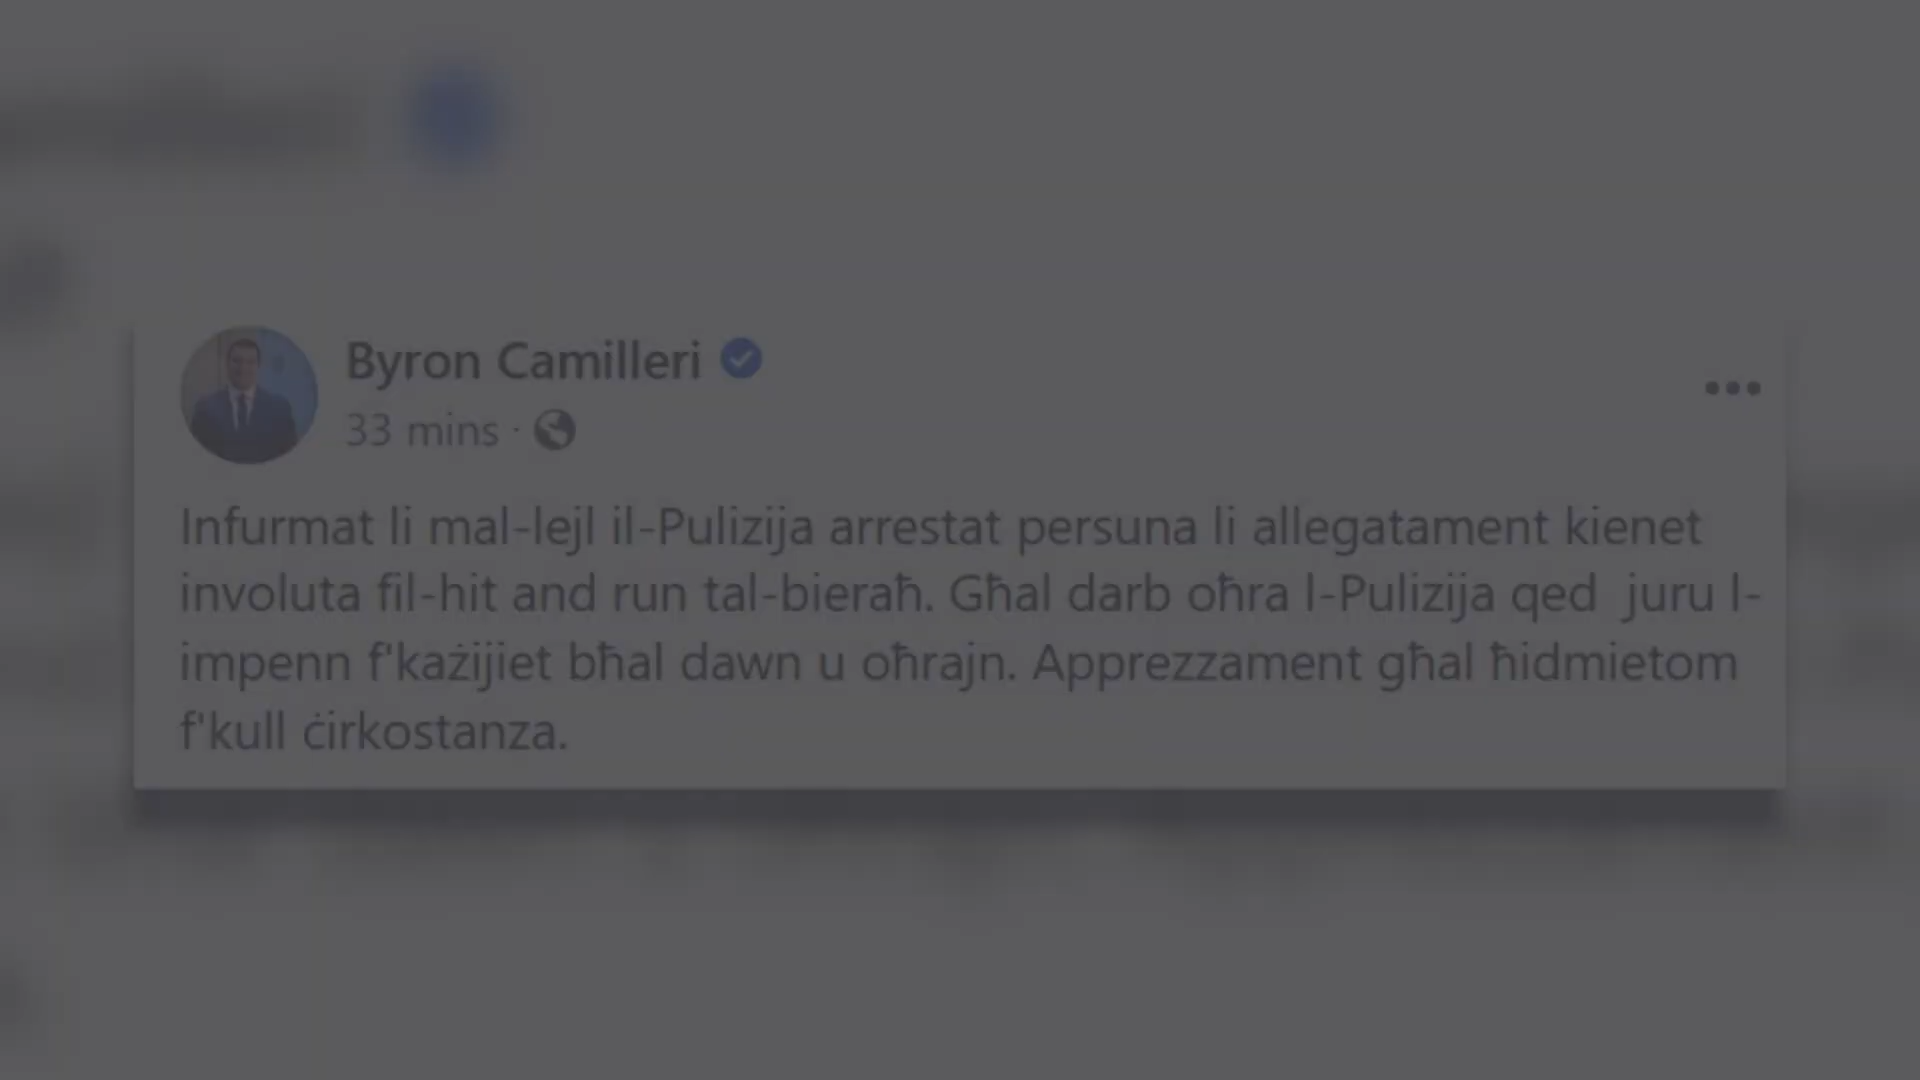 Byron Camilleri
33 mins ·
Infurmat li mal-lejl il-Pulizija arrestat persuna li allegatament kienet
involuta fil-hit and run tal-bieraħ. Għal darb oħra l-Pulizija qed  juru l-
impenn f'każijiet bħal dawn u oħrajn. Apprezzament għal ħidmietom
f'kull ċirkostanza.